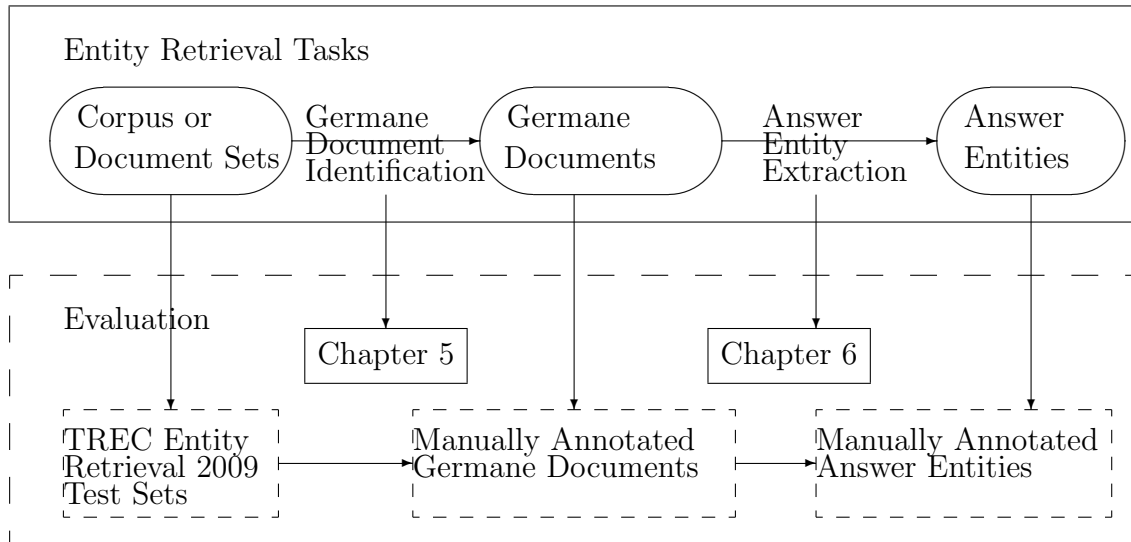 Entity Retrieval Tasks
Corpus or
Document Sets
Germane
Document
Identification
Germane
Documents
Answer
Entity
Extraction
Answer
Entities
Evaluation
Chapter 5
Chapter 6
TREC Entity
Retrieval 2009
Test Sets
Manually Annotated
Germane Documents
Manually Annotated
Answer Entities